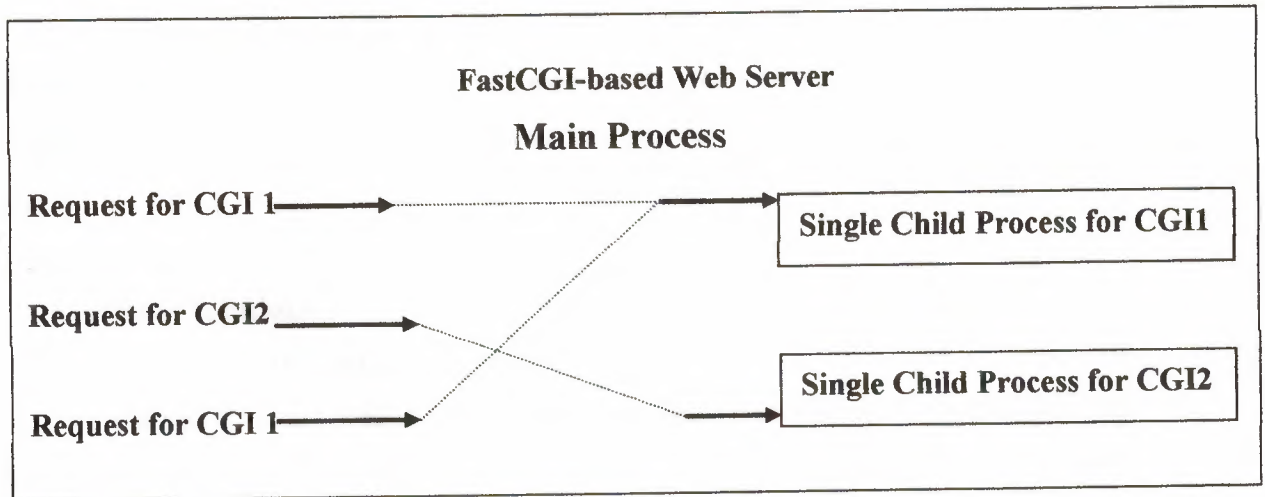 FastCGI-based Web Server
Main Process
Request for CGI 1
Single Child Process for CGI1
Request for CGI2
Single Child Process for CGI2
Request for CGI 1